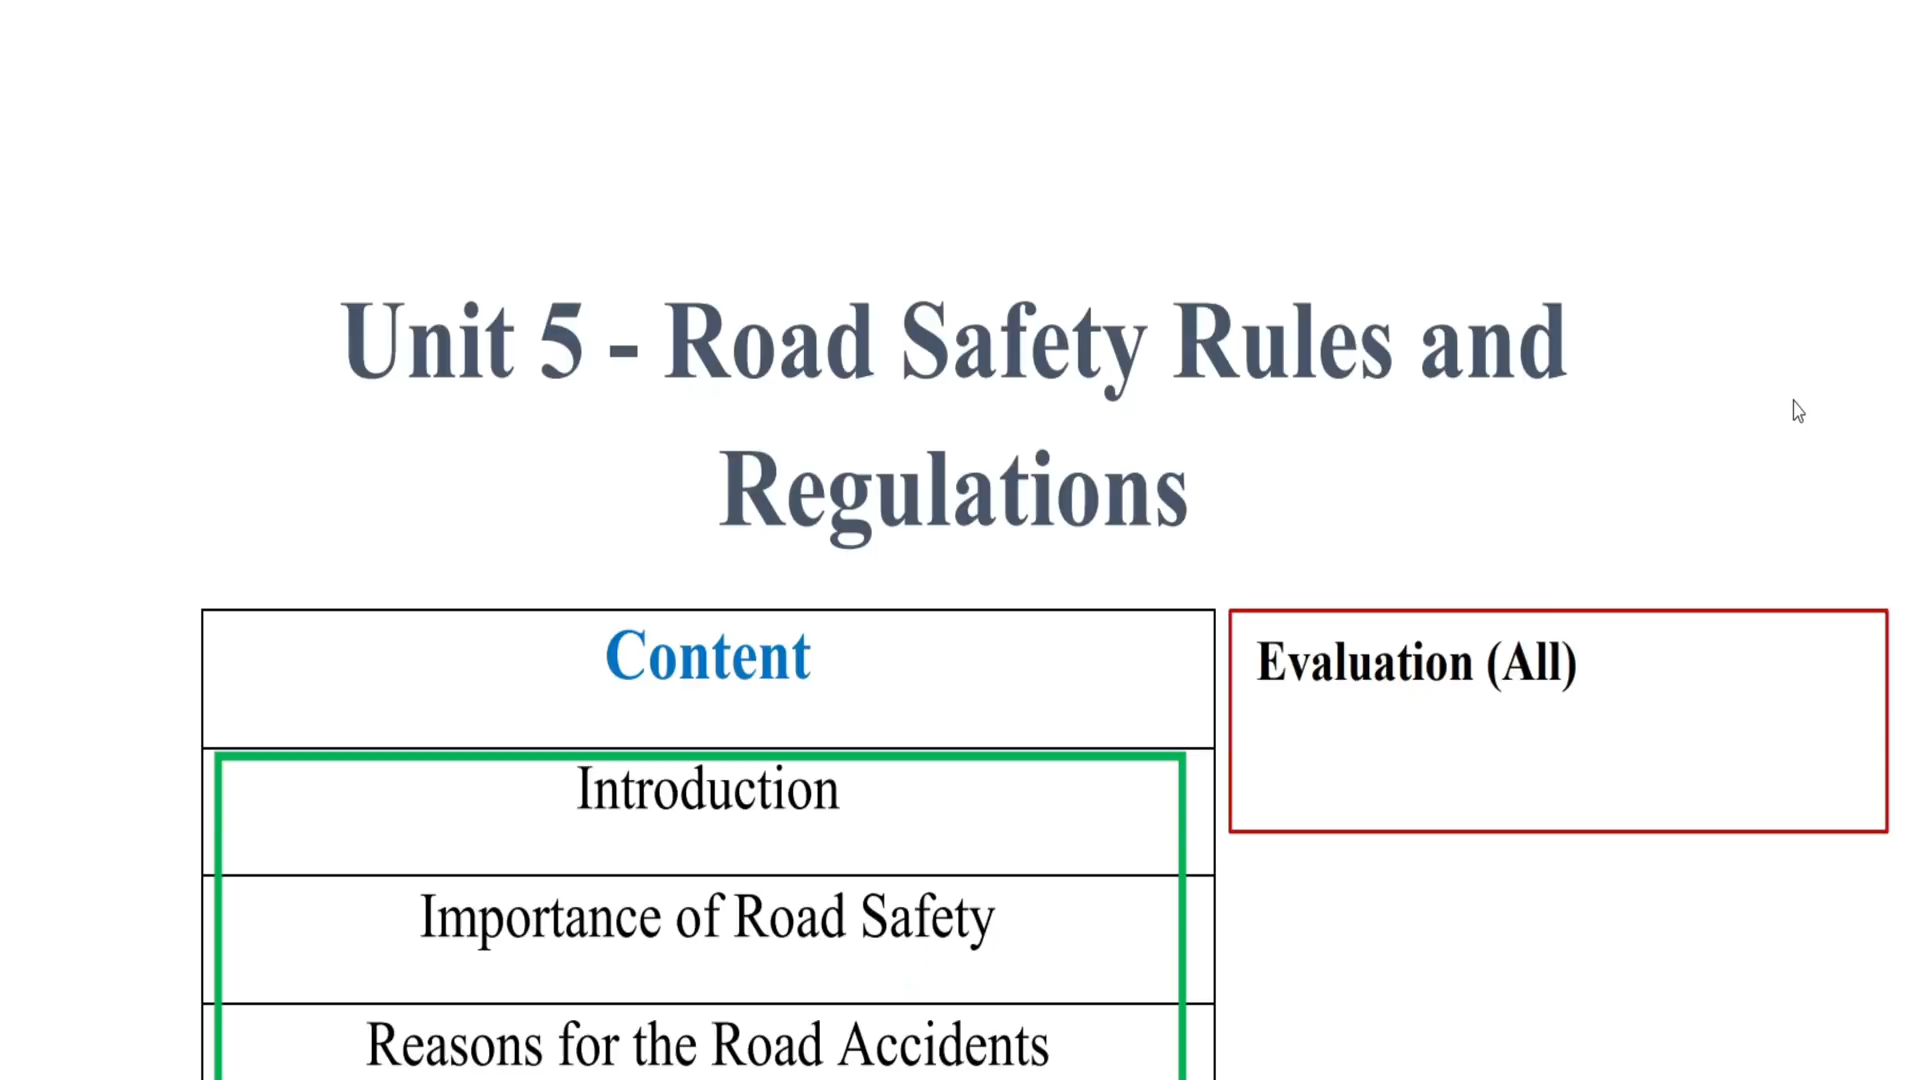 Unit 5 - Road Safety Rules and
Regulations
Content
Evaluation (All)
Introduction
Importance of Road Safety
Reasons for the Road Accidents